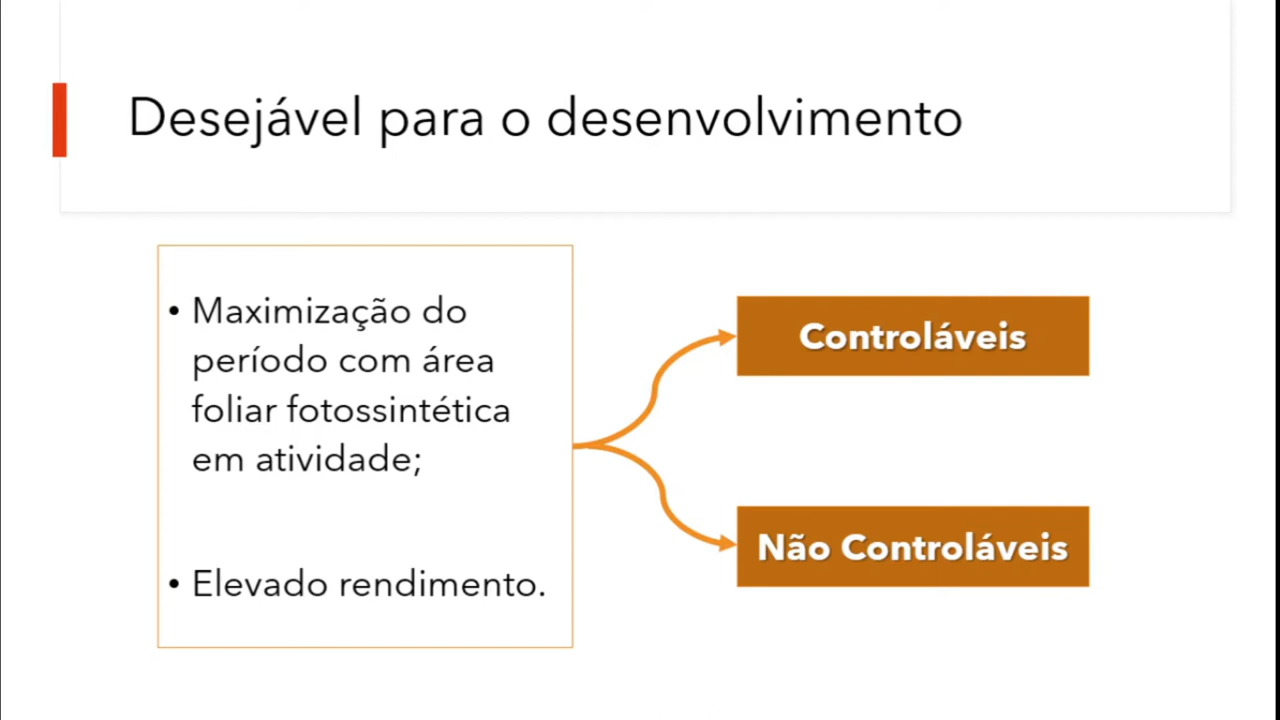 Desejável para o desenvolvimento
• Maximização do
período com área
foliar fotossintética
em atividade;
• Elevado rendimento.
Controláveis
Não Controláveis